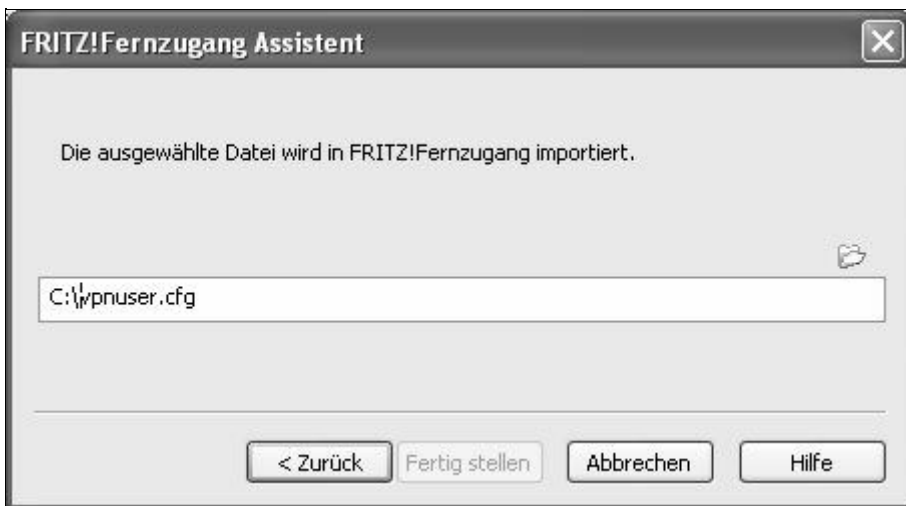 FRITZ!Fernzugang Assistent
Die ausgewählte Datei wird in FRITZ!Fernzugang importiert.
C:\vpnuser.cfg
< Zurück Fertig stellen Abbrechen Hilfe